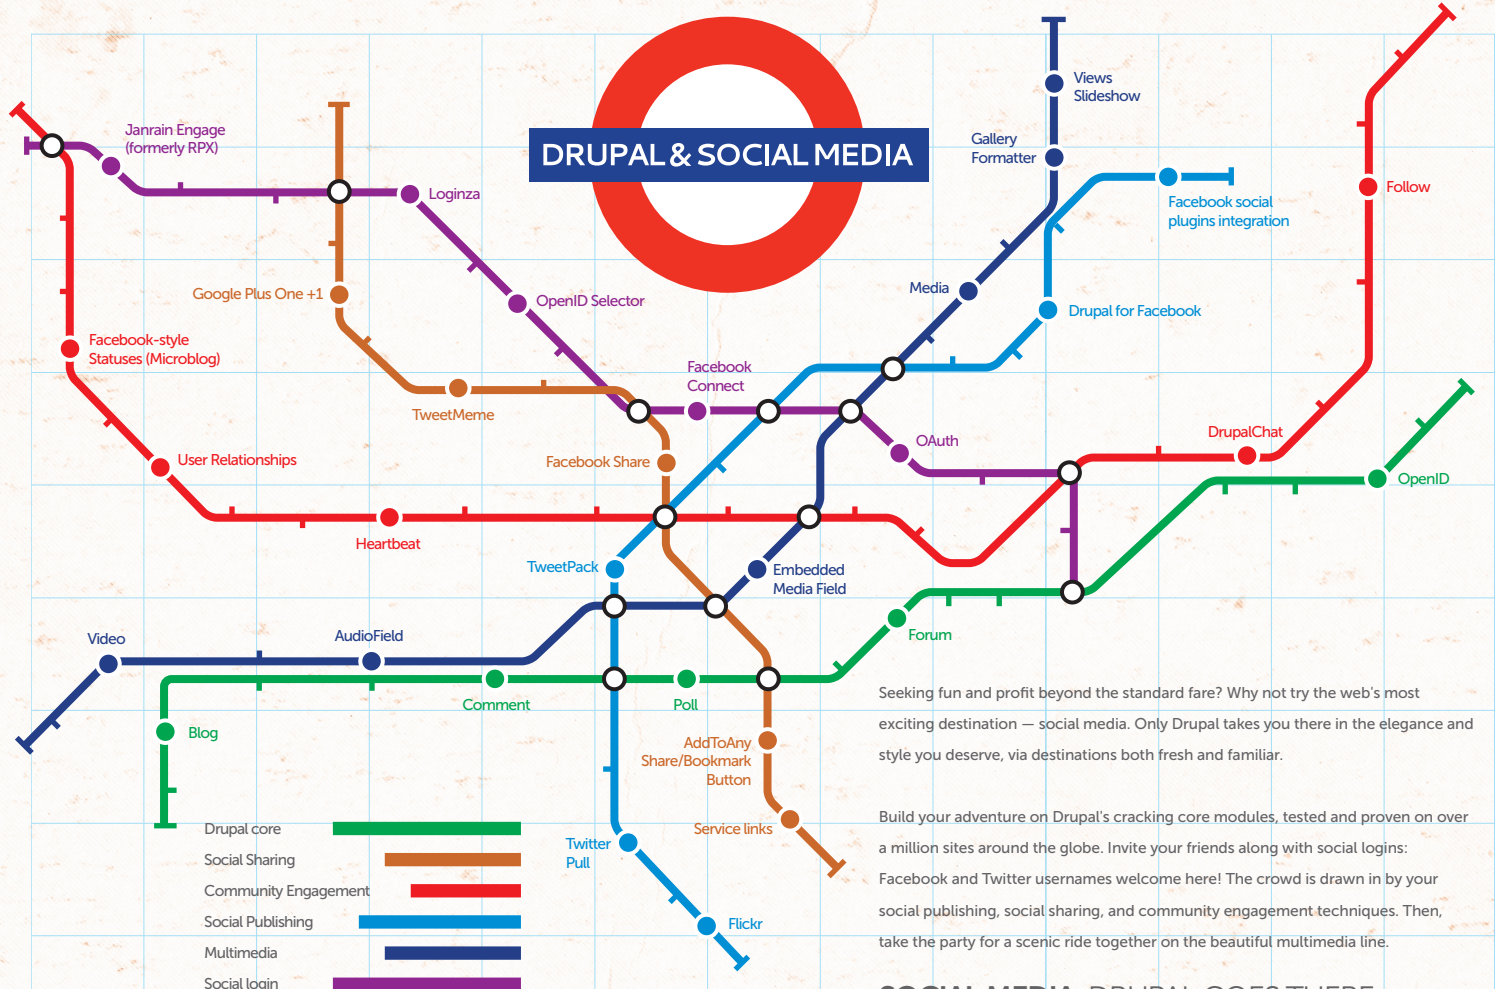 DRUPAL & SOCIAL MEDIA
Views
Slideshow
Janrain Engage
(formerly RPX)
Gallery
Formatter
Loginza
Follow
Facebook social
plugins integration
Google Plus One +1
OpenID Selector
Media
Drupal for Facebook
Facebook-style
Statuses (Microblog)
Facebook
Connect
TweetMeme
OAuth
DrupalChat
User Relationships
Facebook Share
OpenID
Heartbeat
TweetPack
Embedded
Media Field
Video
AudioField
Forum
Comment
Poll
Blog
AddToAny
Share/Bookmark
Button
Service links
Twitter
Pull
Flickr
Drupal core
Social Sharing
Community Engagement
Social Publishing
Multimedia
Social login
Seeking fun and profit beyond the standard fare? Why not try the web's most
exciting destination — social media. Only Drupal takes you there in the elegance and
style you deserve, via destinations both fresh and familiar.
Build your adventure on Drupal's cracking core modules, tested and proven on over
a million sites around the globe. Invite your friends along with social logins:
Facebook and Twitter usernames welcome here! The crowd is drawn in by your
social publishing, social sharing, and community engagement techniques. Then,
take the party for a scenic ride together on the beautiful multimedia line.
SOCIAL MEDIA. DRUPAL GOES THERE.